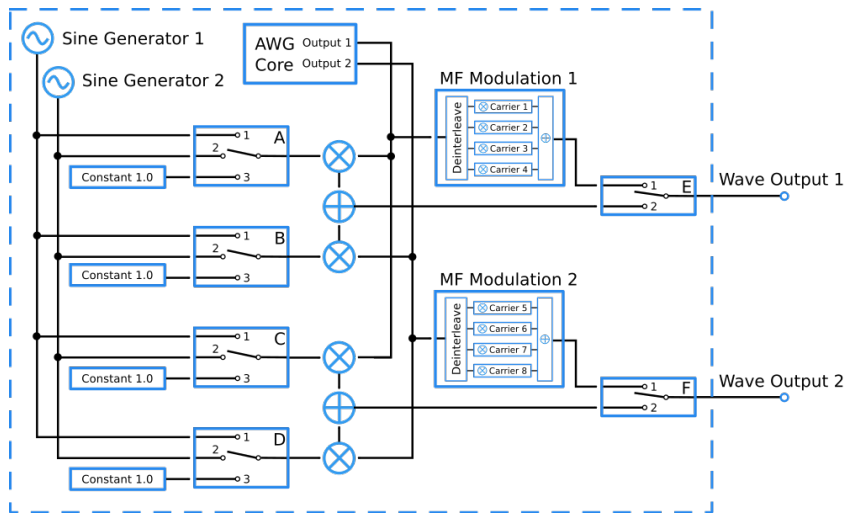 Sine Generator 1
Sine Generator 2
AWG Core
Output 1
Output 2
MF Modulation 1
Deinterleave
Carrier 1
Carrier 2
Carrier 3
Carrier 4
A
1
2
3
Constant 1.0
E
1
2
Wave Output 1
B
1
2
3
Constant 1.0
MF Modulation 2
Deinterleave
Carrier 5
Carrier 6
Carrier 7
Carrier 8
C
1
2
3
Constant 1.0
F
1
2
Wave Output 2
D
1
2
3
Constant 1.0